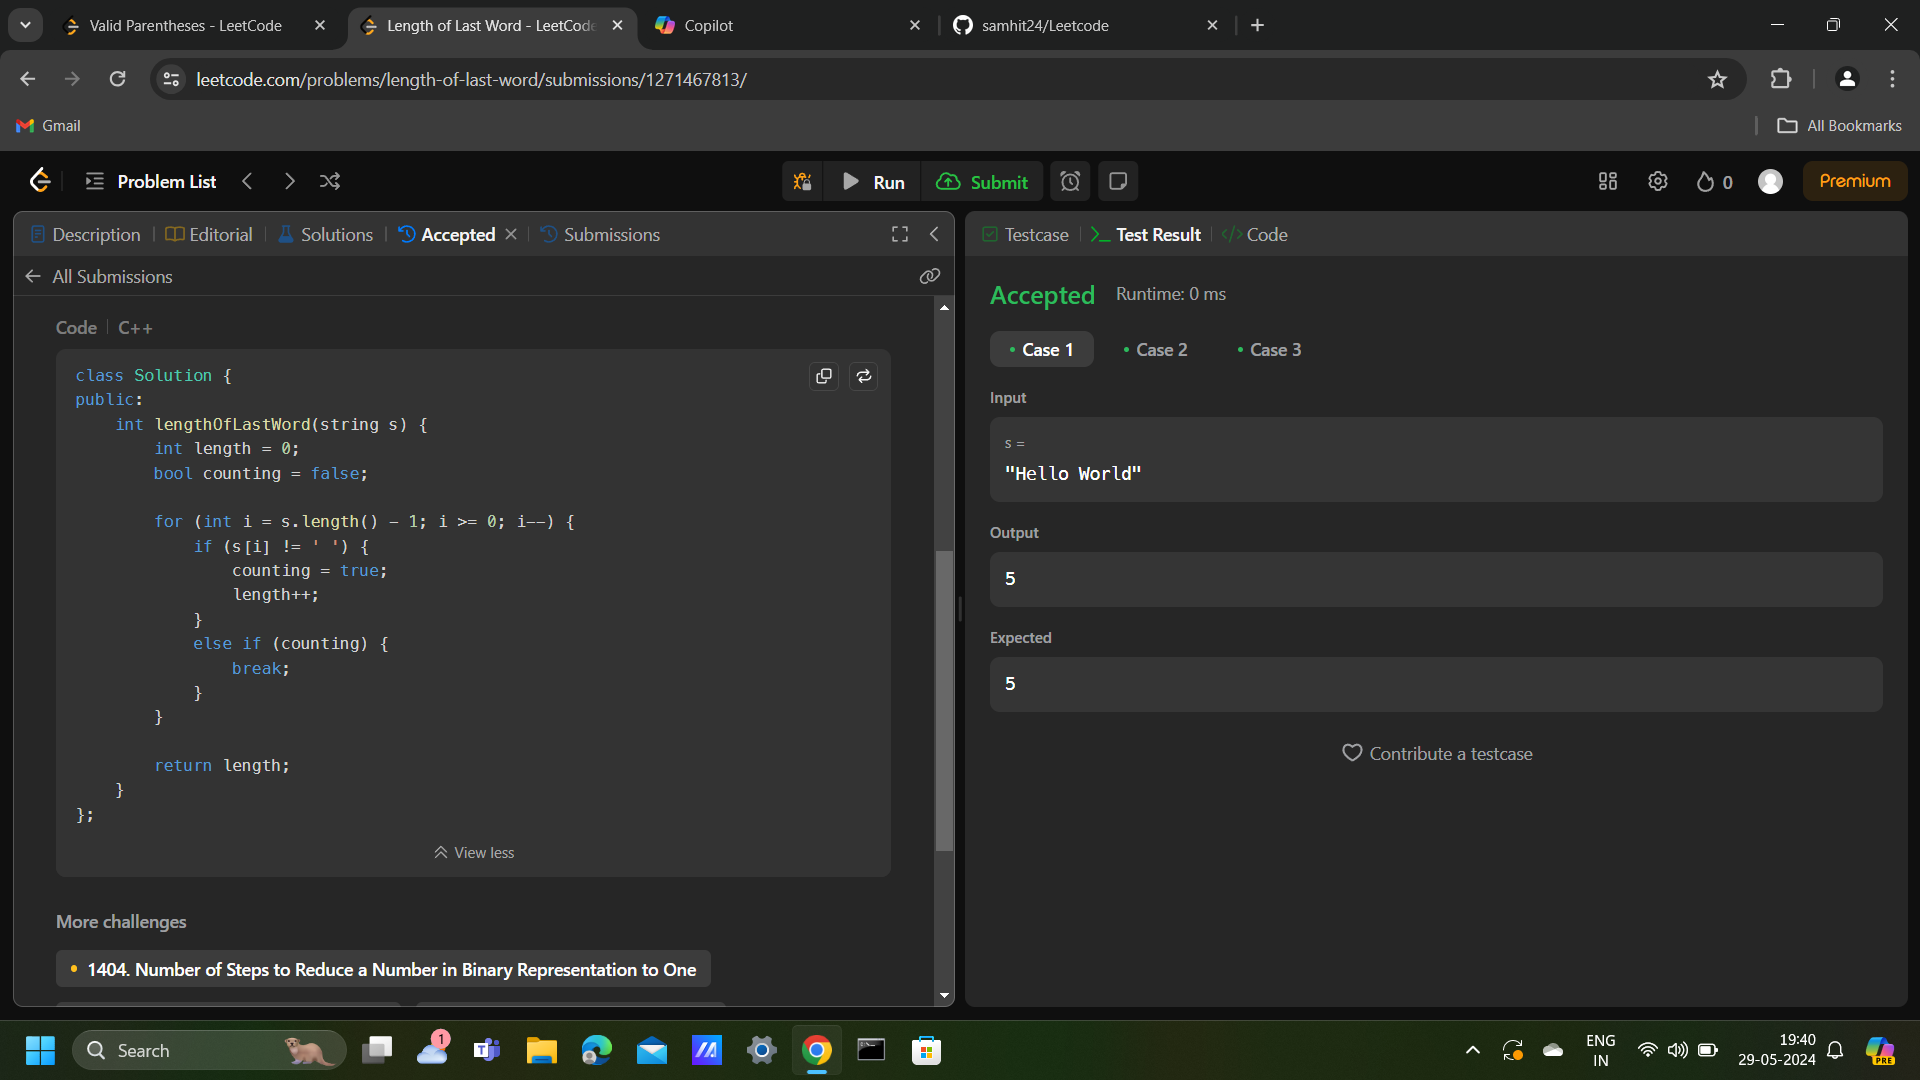 Valid Parentheses - LeetCode
Length of Last Word - LeetCode
Copilot
samhit24/Leetcode
leetcode.com/problems/length-of-last-word/submissions/1271467813/
Gmail
All Bookmarks
Problem List
Run
Submit
0
Premium
Description
Editorial
Solutions
Accepted
Submissions
All Submissions
Code
C++
class Solution {
public:
    int lengthOfLastWord(string s) {
        int length = 0;
        bool counting = false;
        for (int i = s.length() - 1; i >= 0; i--) {
            if (s[i] != ' ') {
                counting = true;
                length++;
            }
            else if (counting) {
                break;
            }
        }
        return length;
    }
};
View less
More challenges
1404. Number of Steps to Reduce a Number in Binary Representation to One
Testcase
Test Result
Code
Accepted
Runtime: 0 ms
Case 1
Case 2
Case 3
Input
s =
"Hello World"
Output
5
Expected
5
Contribute a testcase
Search
1
ENG
IN
19:40
29-05-2024
PRE